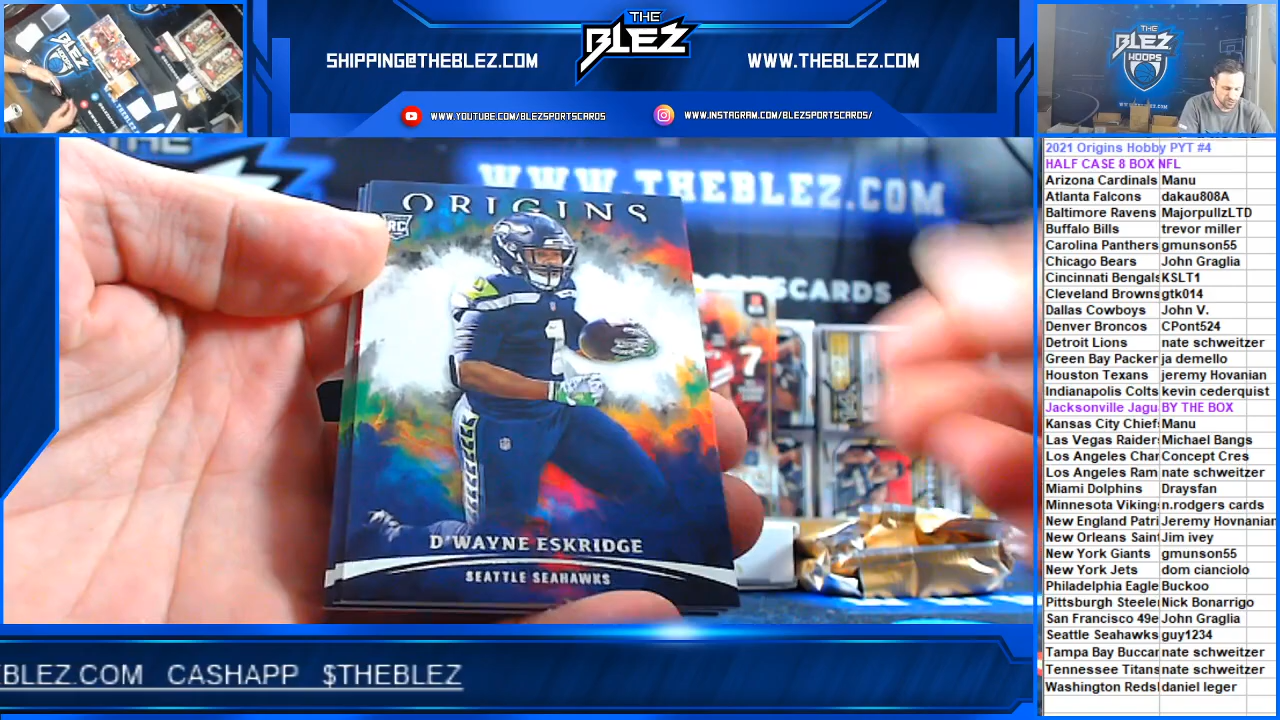 THE
BLEZ
SHIPPING@THEBLEZ.COM
WWW.THEBLEZ.COM
WWW.YOUTUBE.COM/BLEZSPORTSCARDS
WWW.INSTAGRAM.COM/BLEZSPORTSCARDS/
BLEZ
HOOPS
WWW.THEBLEZ.COM
SPORTSCARDS
ORIGINS
RC
1
7
D'WAYNE ESKRIDGE
SEATTLE SEAHAWKS
EBLEZ.COM CASHAPP $THEBLEZ
2021 Origins Hobby PYT #4
HALF CASE 8 BOX NFL
Arizona Cardinals Manu
Atlanta Falcons dakau808A
Baltimore Ravens MajorpullzLTD
Buffalo Bills trevor miller
Carolina Panthers gmunson55
Chicago Bears John Graglia
Cincinnati Bengals KSLT1
Cleveland Browns gtk014
Dallas Cowboys John V.
Denver Broncos CPont524
Detroit Lions nate schweitzer
Green Bay Packer ja demello
Houston Texans jeremy Hovanian
Indianapolis Colts kevin cederquist
Jacksonville Jagu BY THE BOX
Kansas City Chief Manu
Las Vegas Raider Michael Bangs
Los Angeles Char Concept Cres
Los Angeles Ram nate schweitzer
Miami Dolphins Draysfan
Minnesota Viking n.rodgers cards
New England Patri Jeremy Hovnanian
New Orleans Saint Jim ivey
New York Giants gmunson55
New York Jets dom cianciolo
Philadelphia Eagle Buckoo
Pittsburgh Steeler Nick Bonarrigo
San Francisco 49e John Graglia
Seattle Seahawks guy1234
Tampa Bay Buccar nate schweitzer
Tennessee Titans nate schweitzer
Washington Reds daniel leger